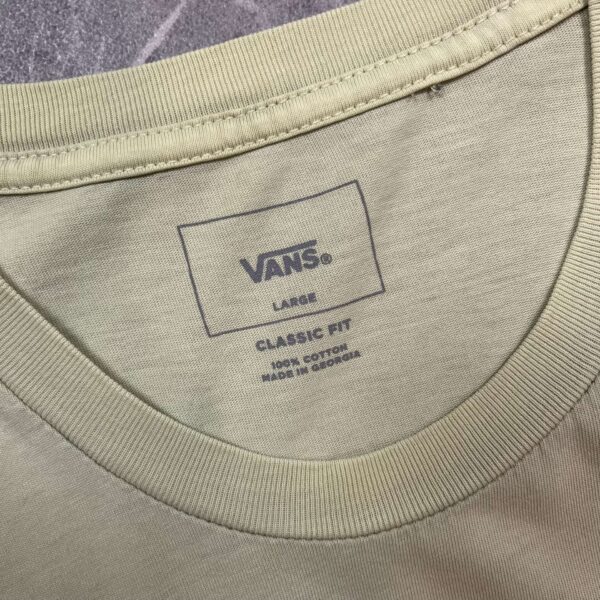 VANS®
LARGE
CLASSIC FIT
100% COTTON
MADE IN GEORGIA